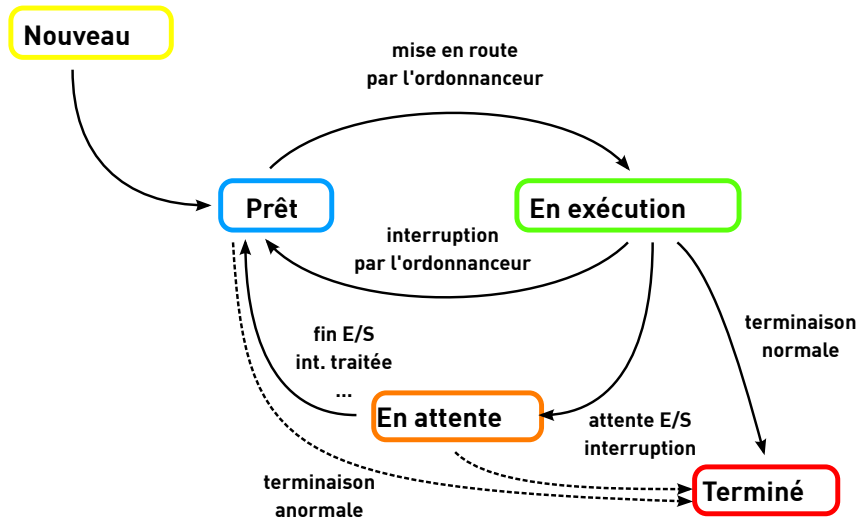 Nouveau
mise en route
par l'ordonnanceur
Prêt
En exécution
interruption
par l'ordonnanceur
terminaison
normale
fin E/S
int. traitée
...
En attente
attente E/S
interruption
terminaison
anormale
Terminé